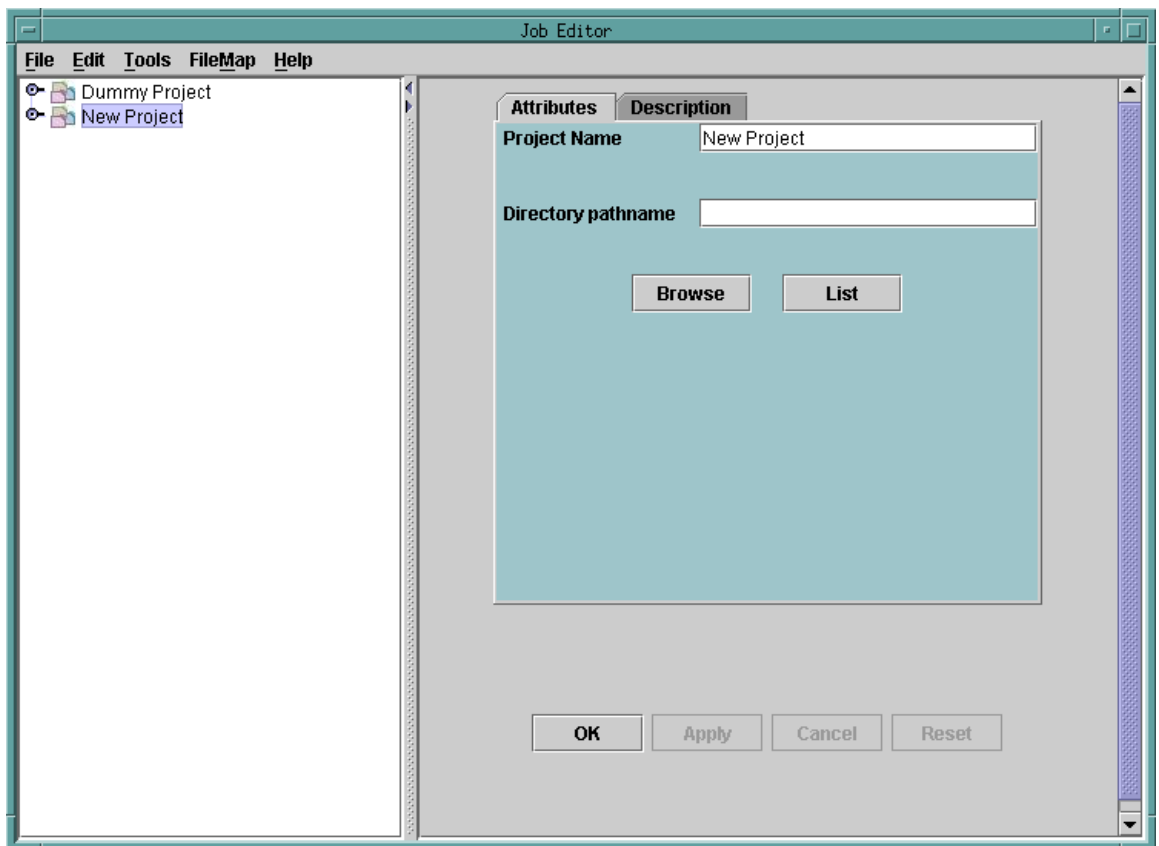 Job Editor
File Edit Tools FileMap Help
Dummy Project
New Project
Attributes Description
Project Name New Project
Directory pathname
Browse List
OK Apply Cancel Reset